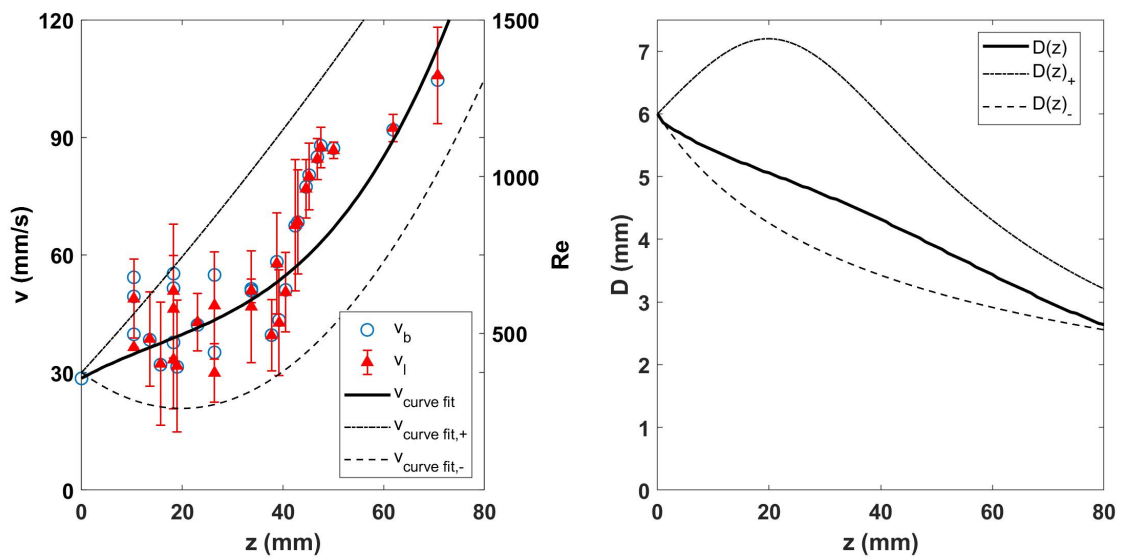 120
90
60
30
0
v (mm/s)
0
20
40
60
80
z (mm)
1500
1000
500
Re
v_b
v_l
v_curve fit
v_curve fit,+
v_curve fit,-
7
6
5
4
3
2
1
0
D (mm)
0
20
40
60
80
z (mm)
D(z)
D(z)_+
D(z)_-